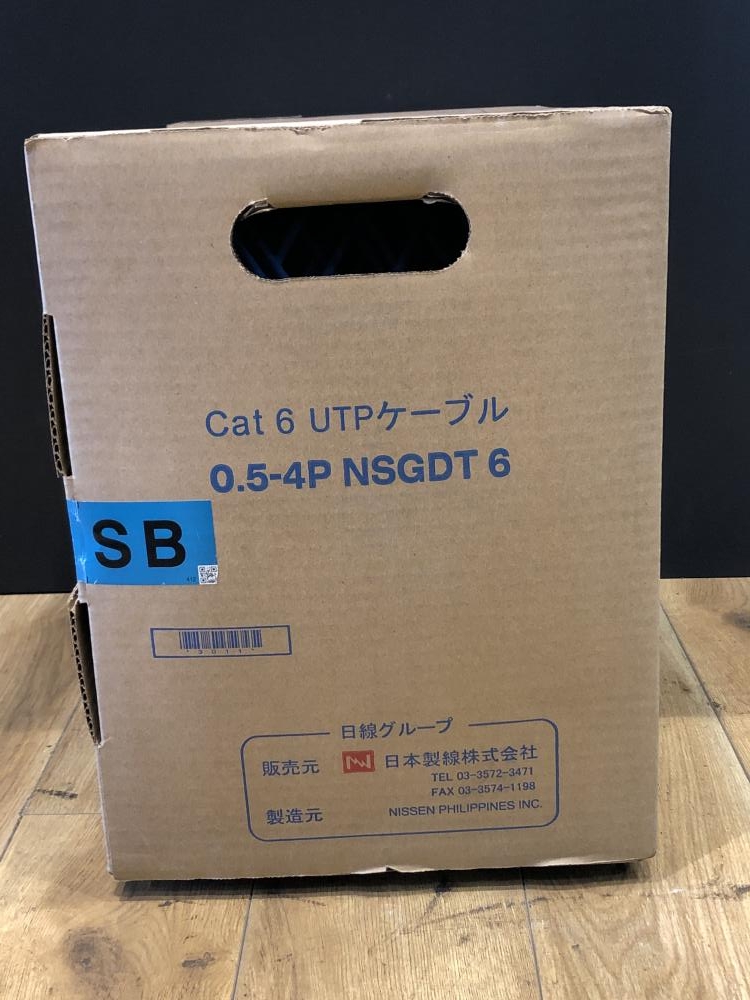 Cat 6 UTPケーブル
0.5-4P NSGDT 6
SB
412
*3811*
日線グループ
販売元 日本製線株式会社
TEL 03-3572-3471
FAX 03-3574-1198
製造元 NISSEN PHILIPPINES INC.